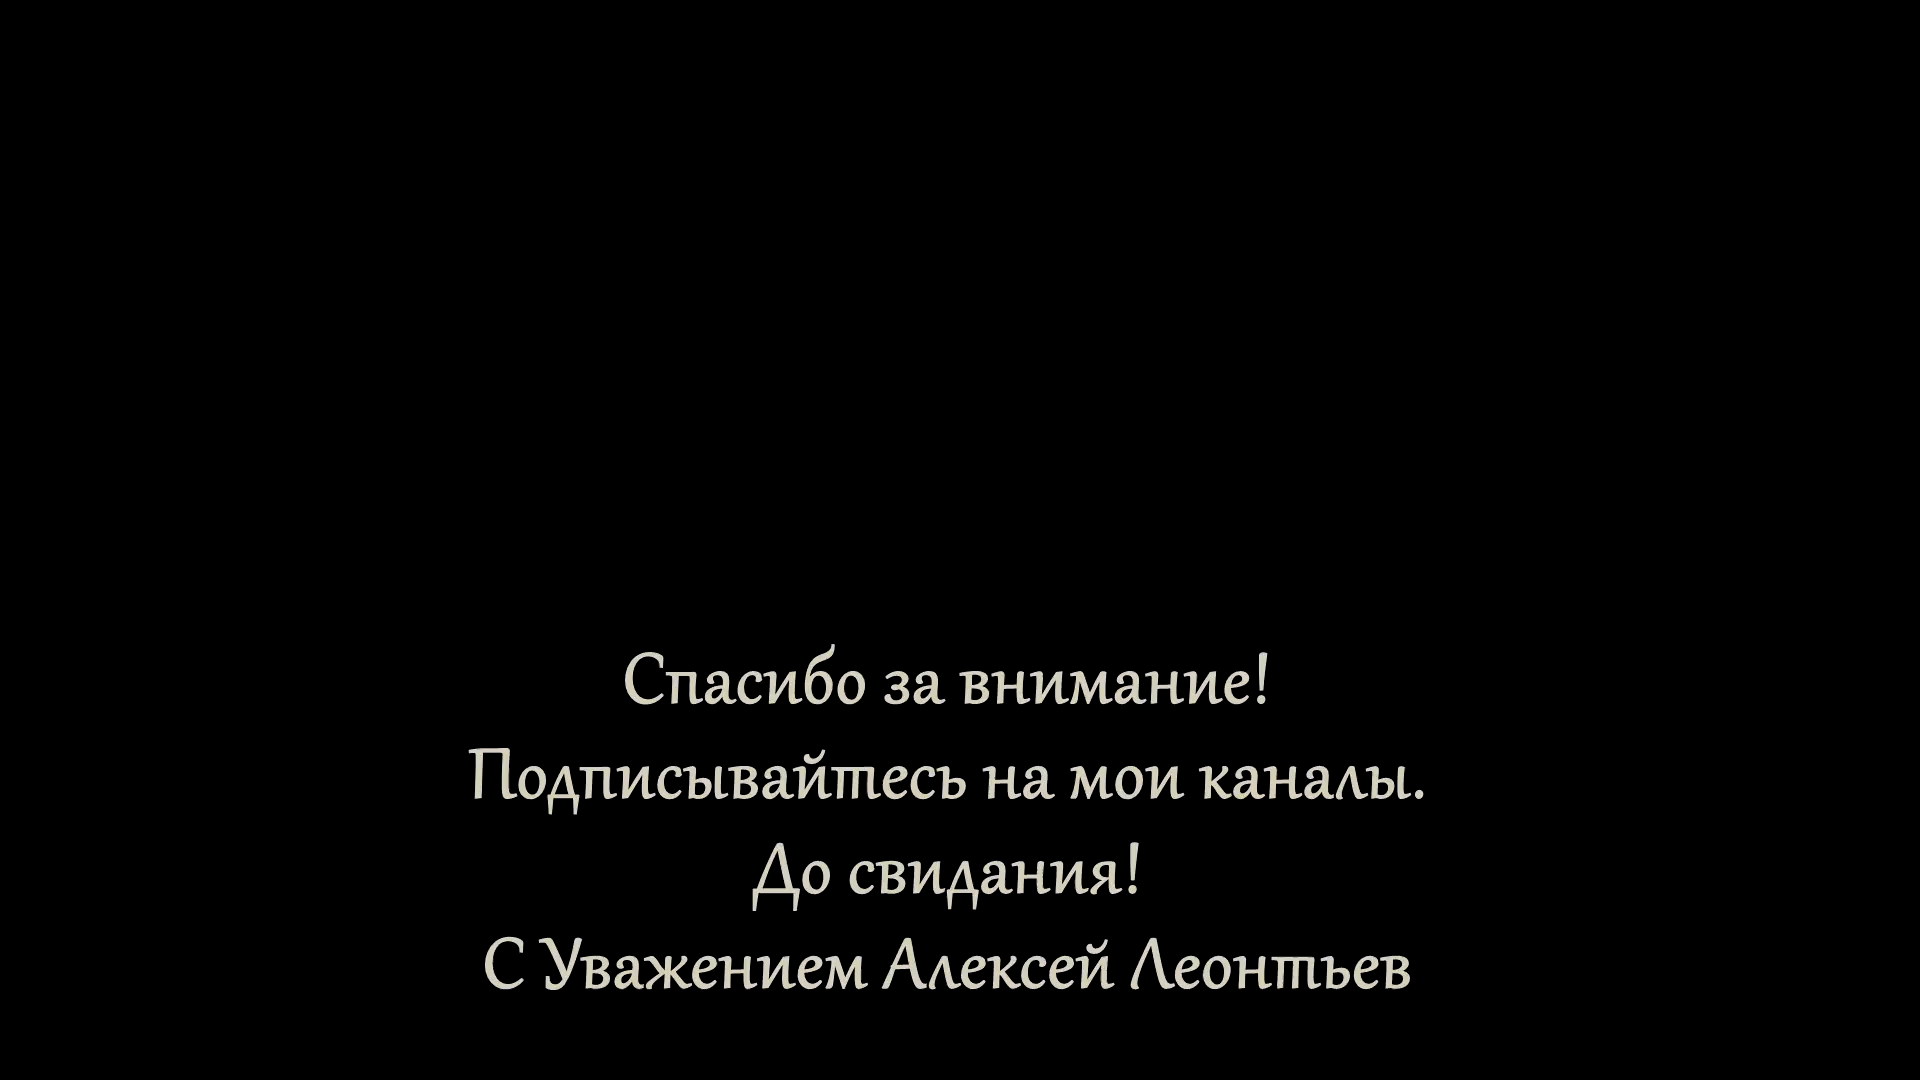 Спасибо за внимание!
Подписывайтесь на мои каналы.
До свидания!
С Уважением Алексей Леонтьев